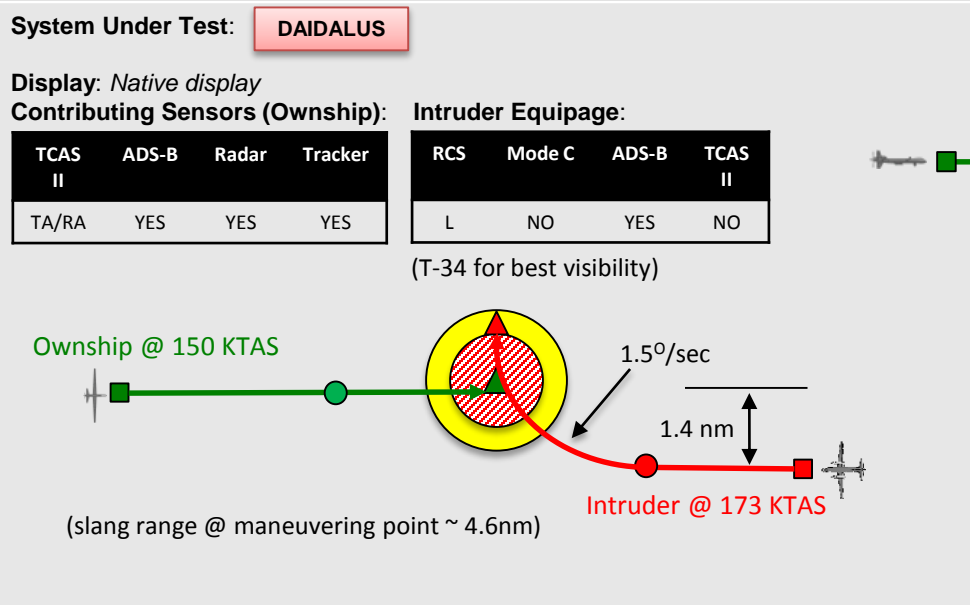 System Under Test: DAIDALUS
Display: Native display
Contributing Sensors (Ownship): Intruder Equipage:
TCAS II ADS-B Radar Tracker
TA/RA YES YES YES
RCS Mode C ADS-B TCAS II
L NO YES NO
(T-34 for best visibility)
Ownship @ 150 KTAS
1.5⁰/sec
1.4 nm
Intruder @ 173 KTAS
(slang range @ maneuvering point ~ 4.6nm)